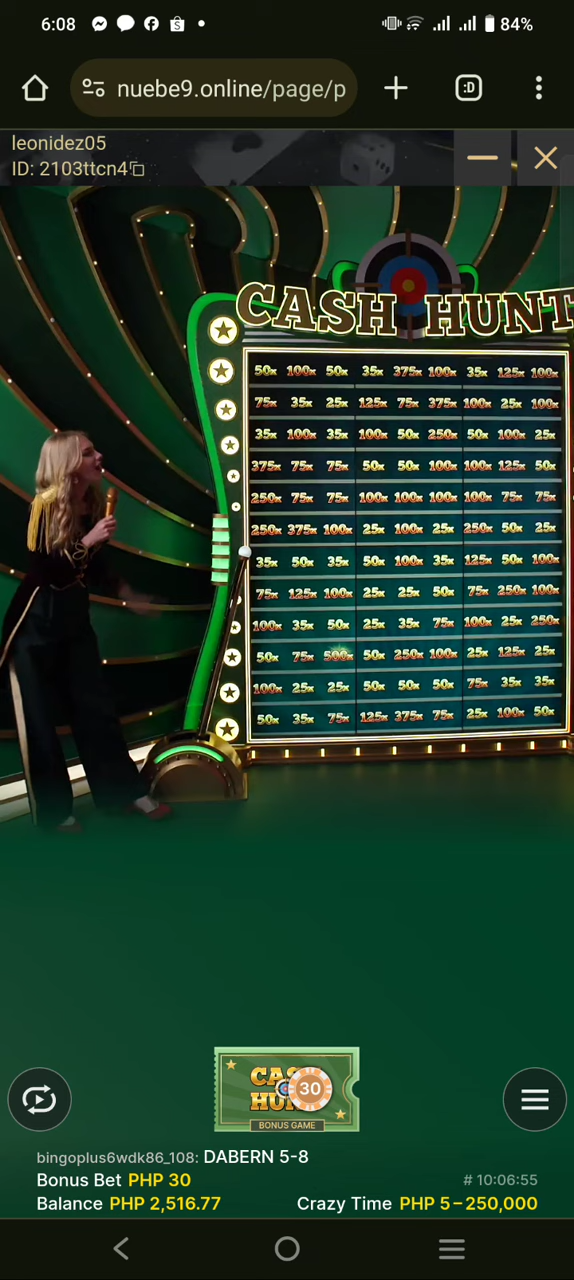 6:08
84%
nuebe9.online/page/p
:D
leonidez05
ID: 2103ttcn4
CASH HUNT
50x 100x 50x 35x 375x 100x 35x 125x 100x
75x 35x 25x 125x 75x 375x 100x 25x 100x
35x 100x 35x 100x 50x 250x 50x 100x 25x
375x 75x 75x 50x 50x 100x 100x 125x 50x
250x 75x 75x 100x 100x 100x 100x 75x 75x
250x 375x 100x 25x 100x 25x 250x 50x 25x
35x 50x 35x 50x 100x 35x 125x 50x 100x
75x 125x 100x 25x 25x 50x 75x 250x 100x
100x 35x 50x 25x 35x 75x 100x 25x 250x
50x 75x 500x 50x 250x 100x 25x 125x 25x
100x 25x 25x 50x 50x 50x 75x 35x 35x
50x 35x 75x 125x 375x 75x 25x 100x 50x
30
BONUS GAME
bingoplus6wdk86_108: DABERN 5-8
Bonus Bet PHP 30
# 10:06:55
Balance PHP 2,516.77
Crazy Time PHP 5–250,000